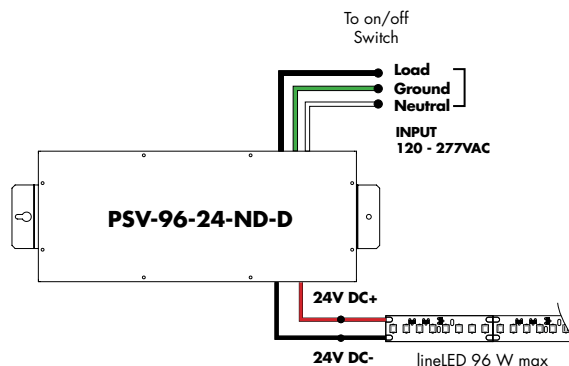 To on/off
Switch
Load
Ground
Neutral
INPUT
120 - 277VAC
PSV-96-24-ND-D
24V DC+
24V DC-
lineLED 96 W max